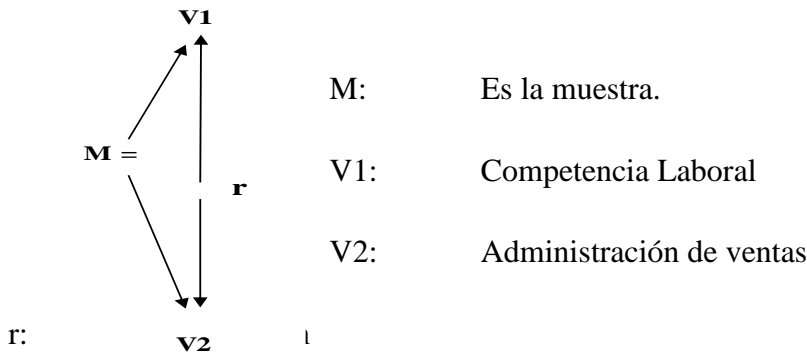 V1
M: Es la muestra.
M =
V1: Competencia Laboral
r
V2: Administración de ventas
r:
V2